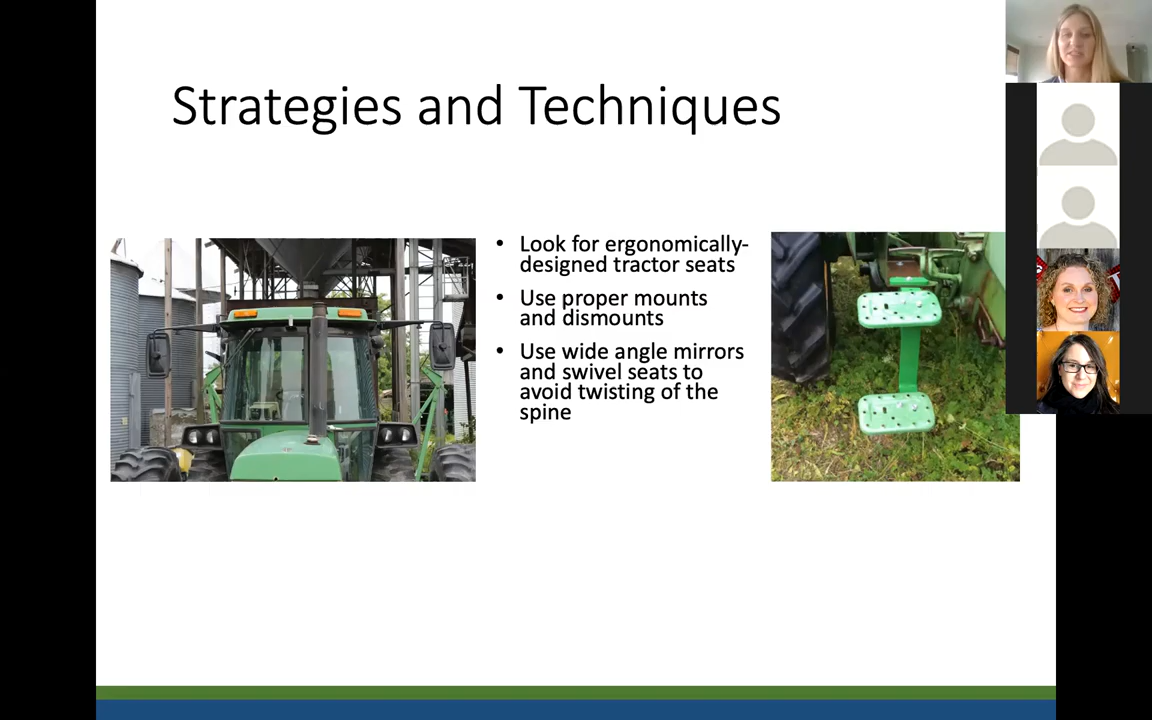 Strategies and Techniques
• Look for ergonomically-
designed tractor seats
• Use proper mounts
and dismounts
• Use wide angle mirrors
and swivel seats to
avoid twisting of the
spine